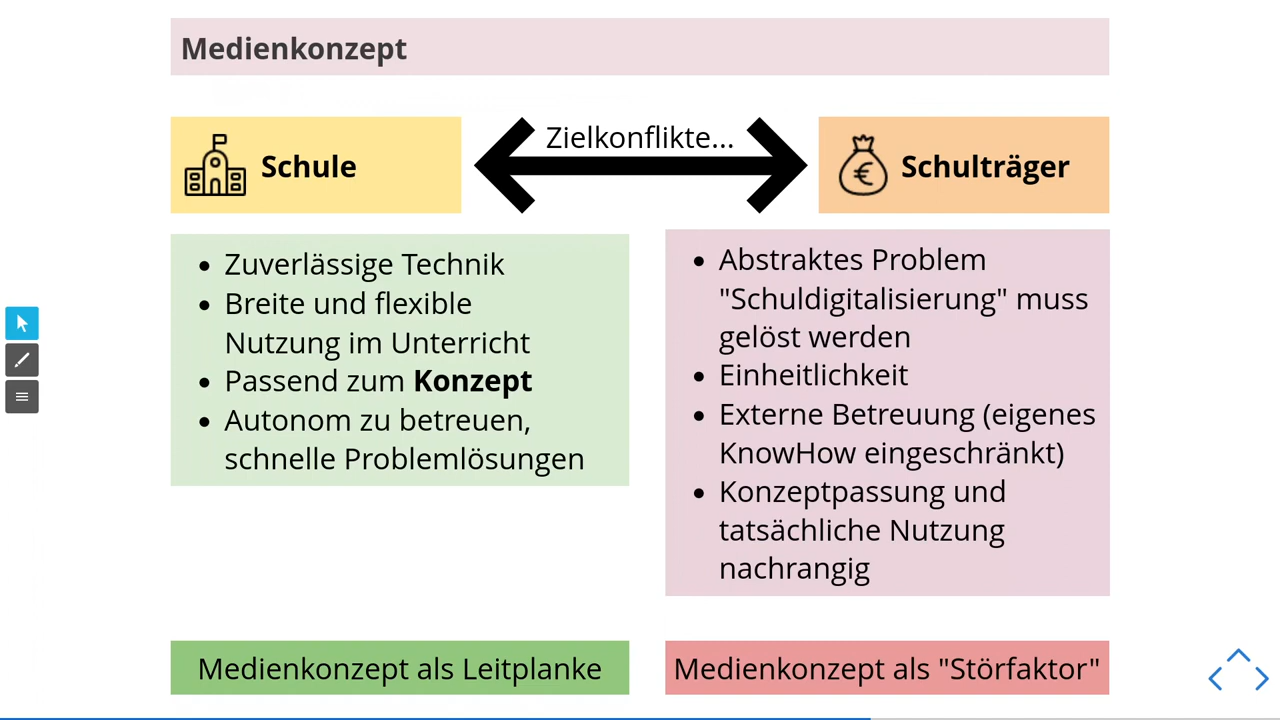 Medienkonzept
Schule
Zielkonflikte...
Schulträger
• Zuverlässige Technik
• Breite und flexible
Nutzung im Unterricht
• Passend zum Konzept
• Autonom zu betreuen,
schnelle Problemlösungen
• Abstraktes Problem
"Schuldigitalisierung" muss
gelöst werden
• Einheitlichkeit
• Externe Betreuung (eigenes
KnowHow eingeschränkt)
• Konzeptpassung und
tatsächliche Nutzung
nachrangig
Medienkonzept als Leitplanke
Medienkonzept als "Störfaktor"